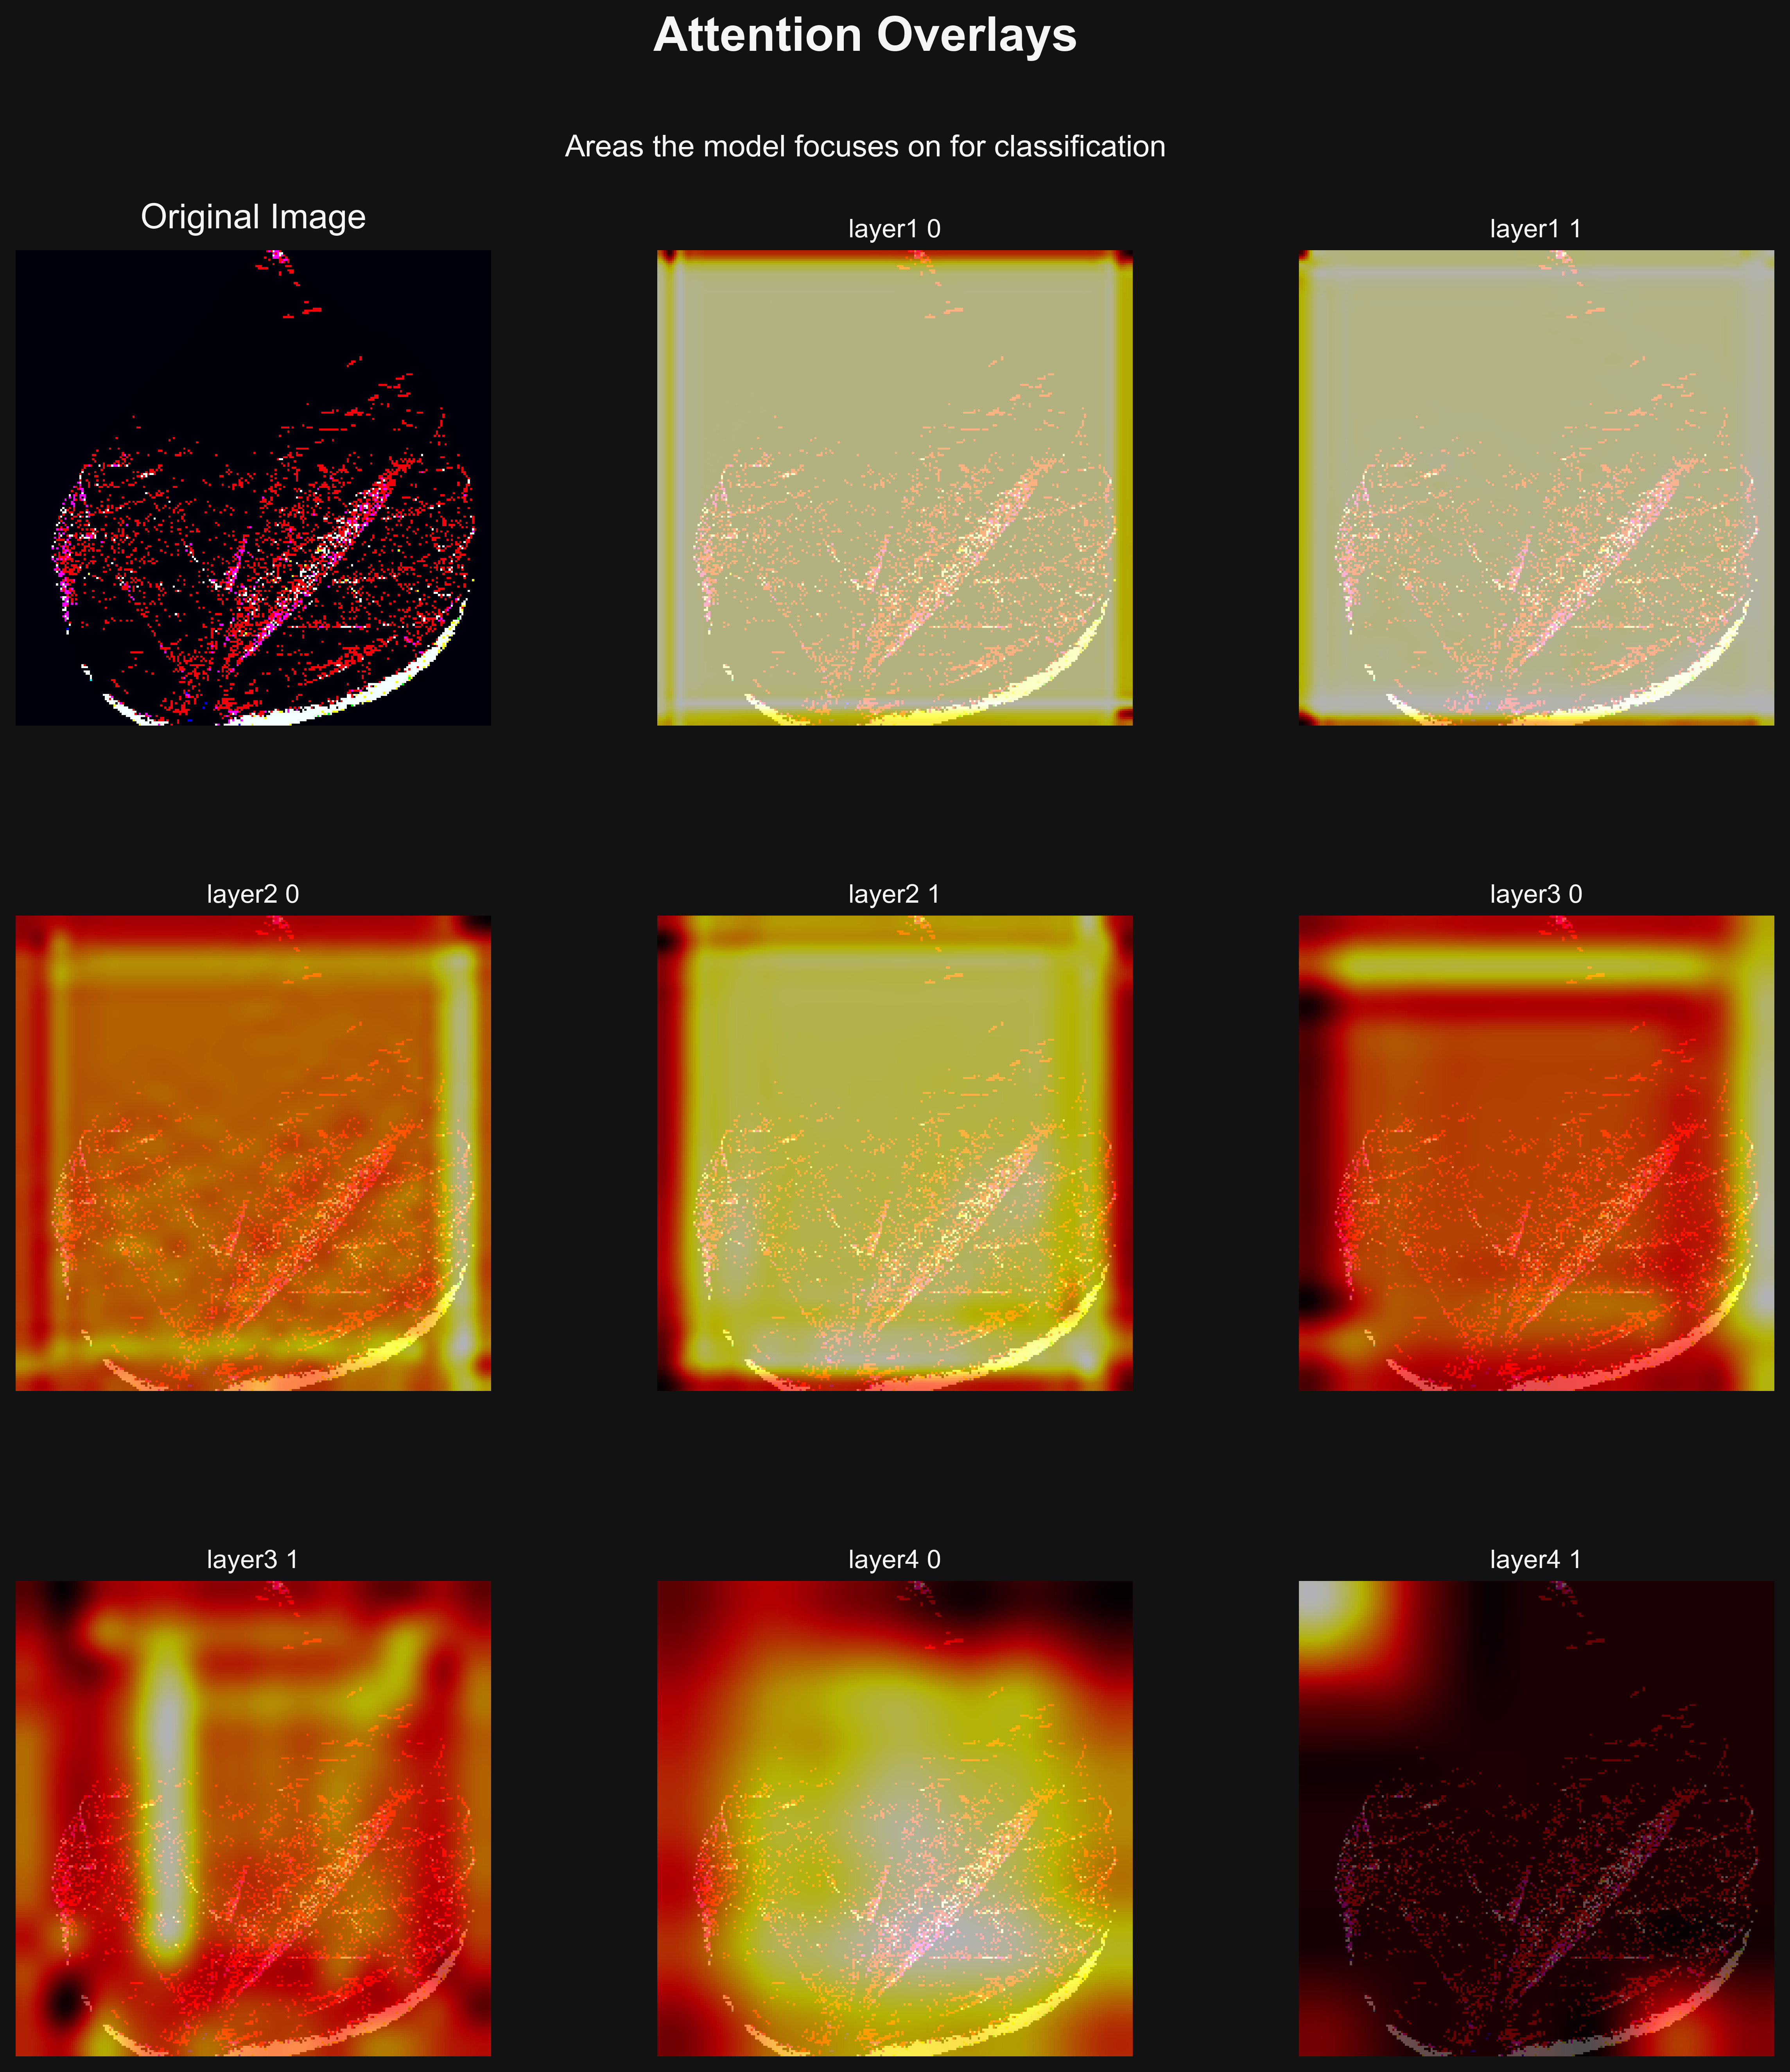 Attention Overlays
Areas the model focuses on for classification
Original Image
layer1 0
layer1 1
layer2 0
layer2 1
layer3 0
layer3 1
layer4 0
layer4 1